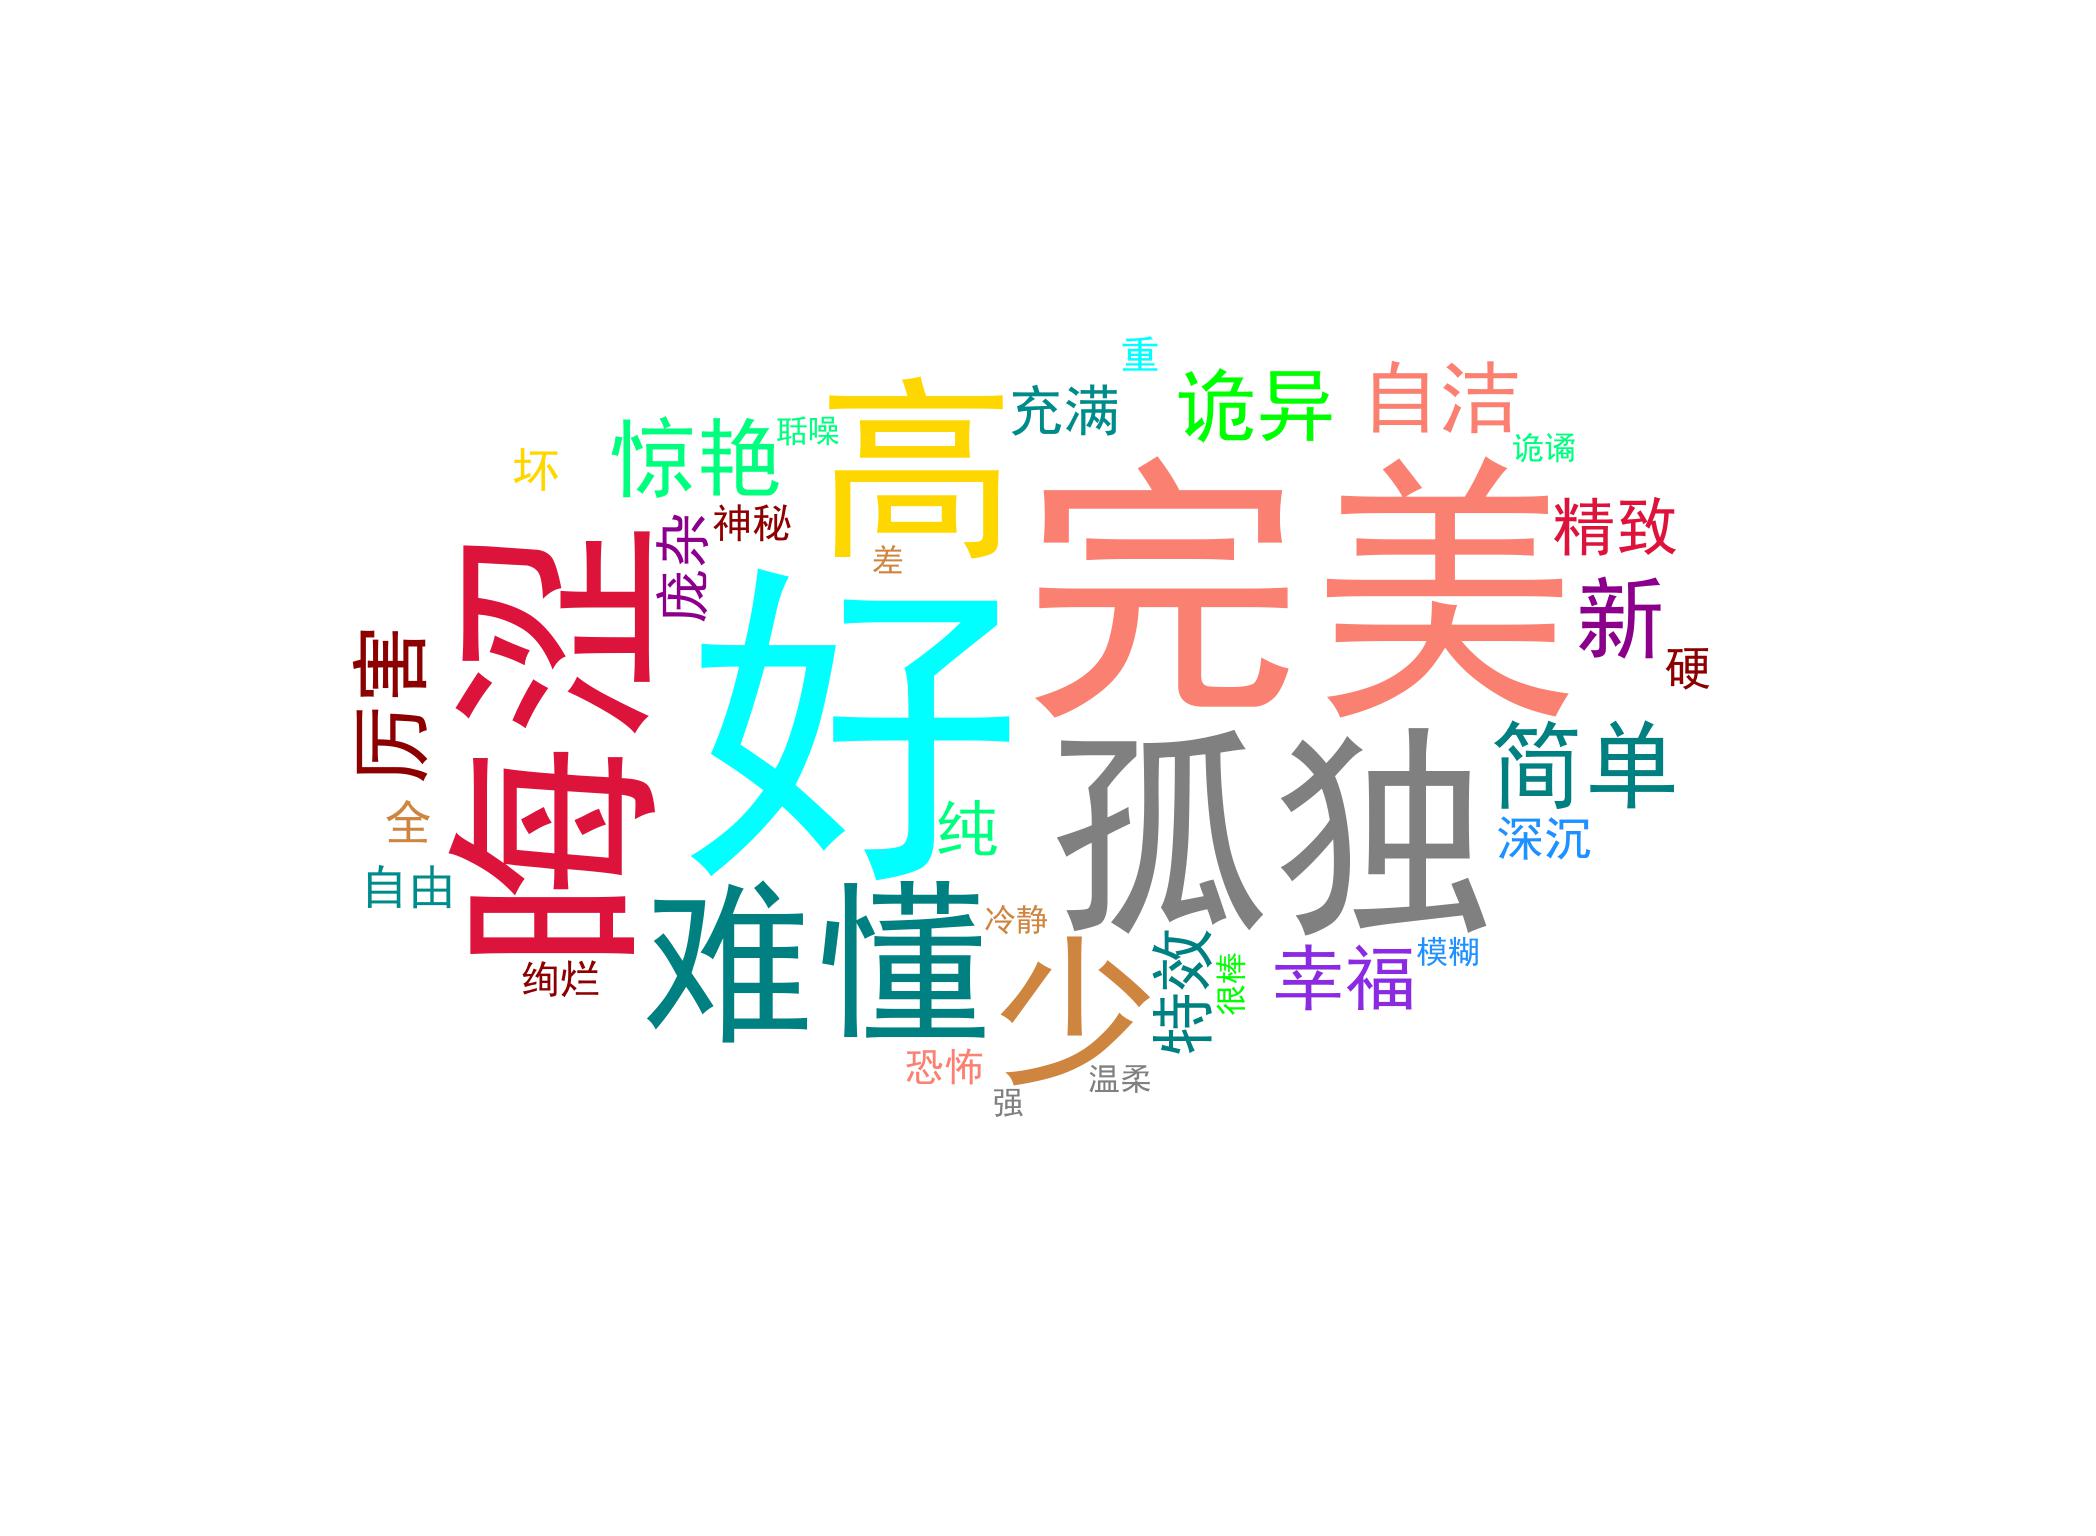 重
充满
诡异
自洁
高
惊艳
聒噪
诡谲
坏
完美
精致
神秘
庞杂
差
新
晦涩
好
厉害
硬
孤独
简单
全
纯
深沉
自由
难懂
冷静
少
特效
很棒
幸福
模糊
绚烂
恐怖
温柔
强